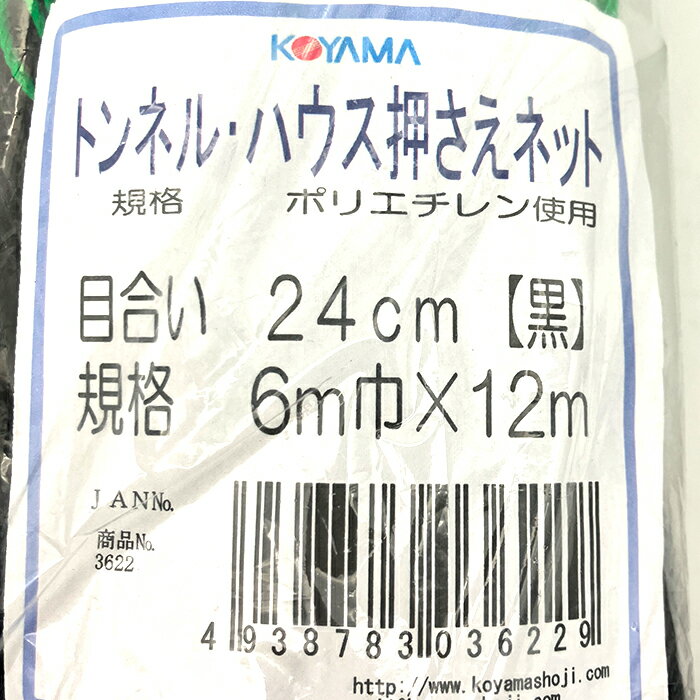 KOYAMA
トンネル・ハウス押さえネット
規格 ポリエチレン使用
目合い 24cm【黒】
規格 6m巾×12m
JANNo.
商品No.
3622
4938783036229
http://www.koyamashoji.com